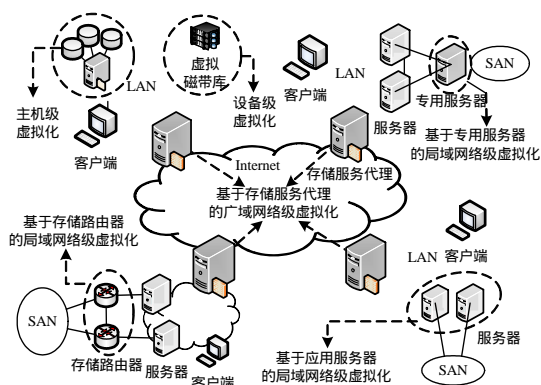 LAN
主机级
虚拟化
客户端
虚拟
磁带库
设备级
虚拟化
客户端
LAN
服务器
专用服务器
SAN
基于专用服务器
的局域网络级虚拟化
Internet
存储服务代理
基于存储服务代理
的广域网络级虚拟化
基于存储路由器
的局域网络级虚拟化
SAN
存储路由器
服务器
客户端
LAN
客户端
服务器
基于应用服务器
的局域网络级虚拟化
SAN